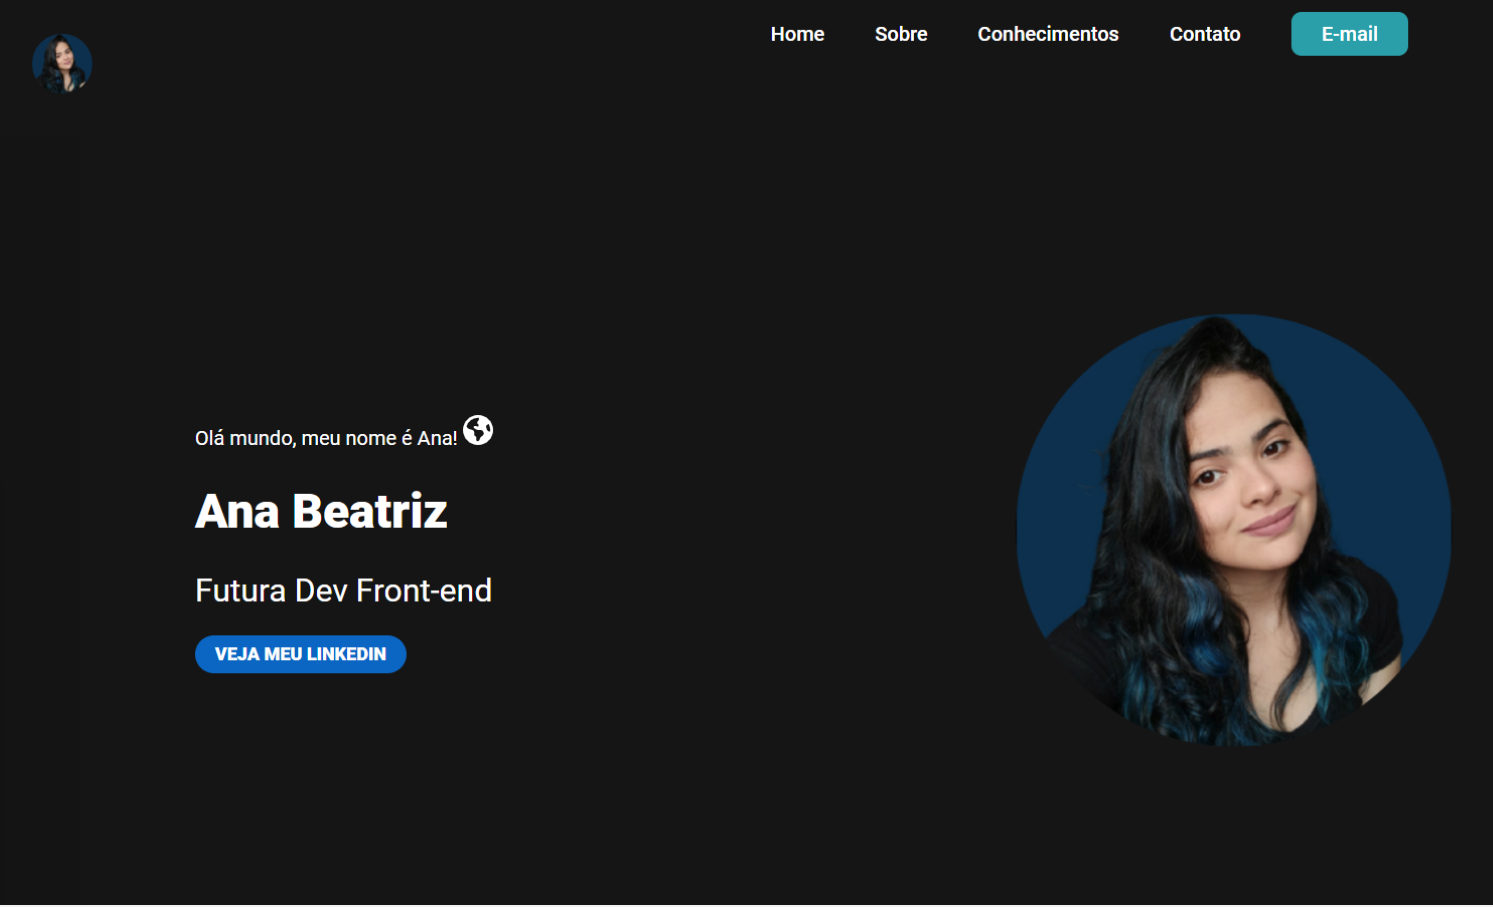 Home Sobre Conhecimentos Contato E-mail
Olá mundo, meu nome é Ana!
Ana Beatriz
Futura Dev Front-end
VEJA MEU LINKEDIN